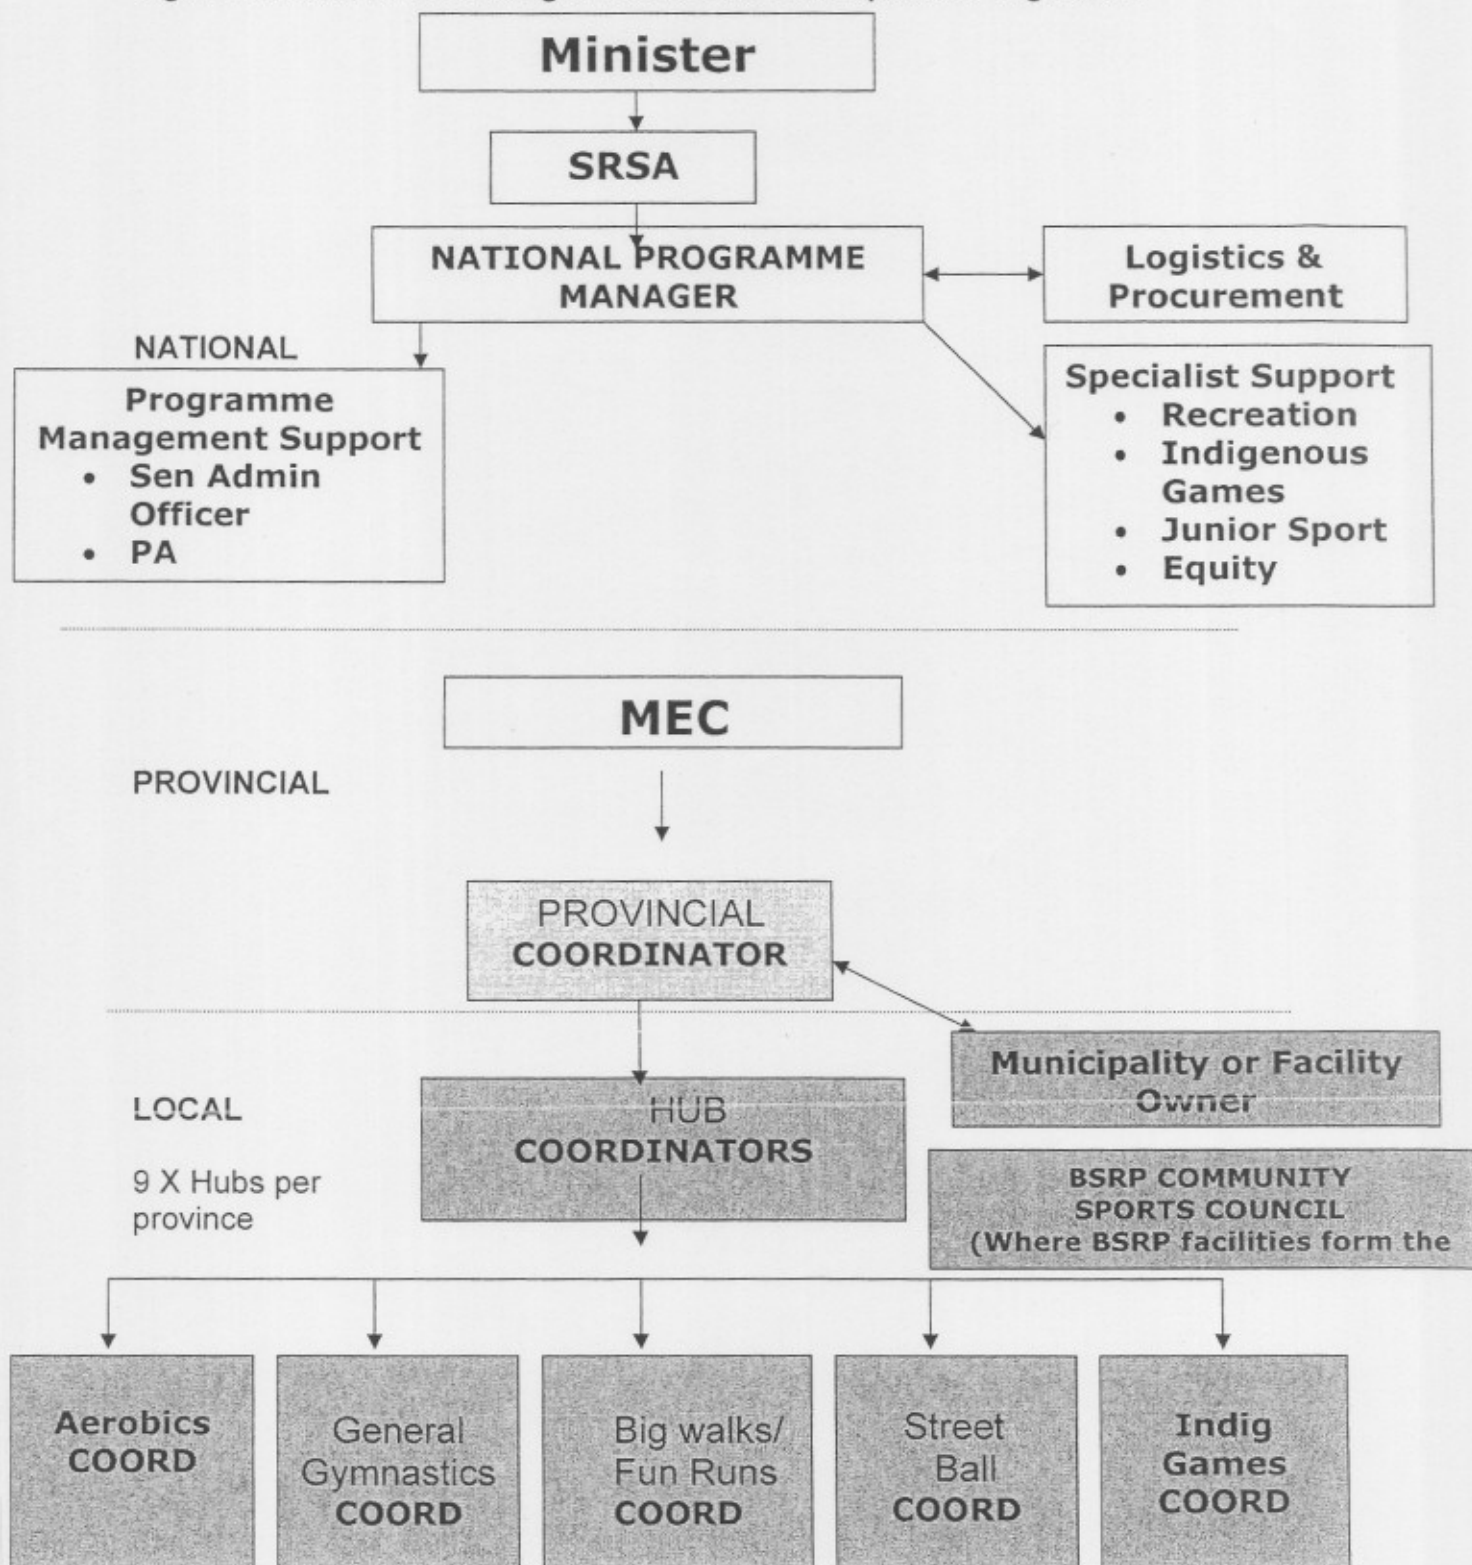 Minister
SRSA
NATIONAL PROGRAMME
MANAGER
Logistics &
Procurement
NATIONAL
Programme
Management Support
• Sen Admin
Officer
• PA
Specialist Support
• Recreation
• Indigenous
Games
• Junior Sport
• Equity
MEC
PROVINCIAL
PROVINCIAL
COORDINATOR
Municipality or Facility
Owner
LOCAL
9 X Hubs per
province
HUB
COORDINATORS
BSRP COMMUNITY
SPORTS COUNCIL
(Where BSRP facilities form the
Aerobics
COORD
General
Gymnastics
COORD
Big walks/
Fun Runs
COORD
Street
Ball
COORD
Indig
Games
COORD